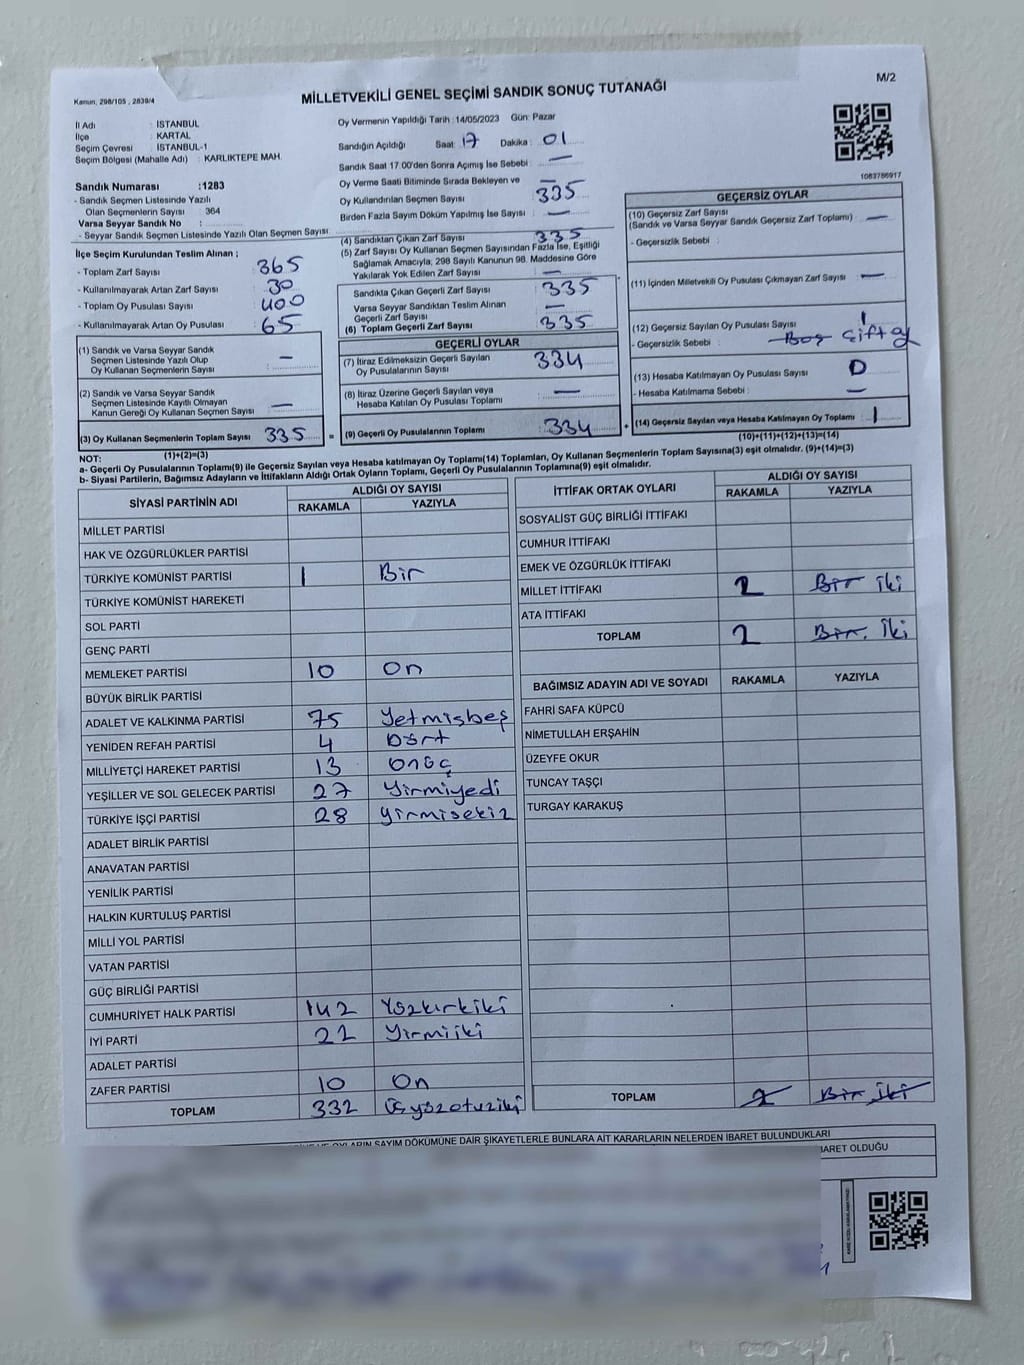 Kanun, 298/105 , 2839/4
MİLLETVEKİLİ GENEL SEÇİMİ SANDIK SONUÇ TUTANAĞI
M/2
İl Adı : İSTANBUL
İlçe : KARTAL
Seçim Çevresi : İSTANBUL-1
Seçim Bölgesi (Mahalle Adı) : KARLIKTEPE MAH.
Sandık Numarası :1283
- Sandık Seçmen Listesinde Yazılı
Olan Seçmenlerin Sayısı : 364
Varsa Seyyar Sandık No :
- Seyyar Sandık Seçmen Listesinde Yazılı Olan Seçmen Sayısı
İlçe Seçim Kurulundan Teslim Alınan ;
- Toplam Zarf Sayısı : 365
- Kullanılmayarak Artan Zarf Sayısı : 30
- Toplam Oy Pusulası Sayısı : 400
- Kullanılmayarak Artan Oy Pusulası : 65
(1) Sandık ve Varsa Seyyar Sandık
Seçmen Listesinde Yazılı Olup
Oy Kullanan Seçmenlerin Sayısı : –
(2) Sandık ve Varsa Seyyar Sandık
Seçmen Listesinde Kayıtlı Olmayan
Kanun Gereği Oy Kullanan Seçmen Sayısı : –
(3) Oy Kullanan Seçmenlerin Toplam Sayısı : 335
(1)+(2)=(3)
Oy Vermenin Yapıldığı Tarih :14/05/2023 Gün: Pazar
Sandığın Açıldığı Saat : 17 Dakika : 01
Sandık Saat 17.00'den Sonra Açımış İse Sebebi : –
Oy Verme Saati Bitiminde Sırada Bekleyen ve
Oy Kullandırılan Seçmen Sayısı : 335
Birden Fazla Sayım Döküm Yapılmış İse Sayısı : –
(4) Sandıktan Çıkan Zarf Sayısı : 335
(5) Zarf Sayısı Oy Kullanan Seçmen Sayısından Fazla İse, Eşitliği
Sağlamak Amacıyla; 298 Sayılı Kanunun 98. Maddesine Göre
Yakılarak Yok Edilen Zarf Sayısı : –
Sandıkta Çıkan Geçerli Zarf Sayısı : 335
Varsa Seyyar Sandıktan Teslim Alınan
Geçerli Zarf Sayısı : –
(6) Toplam Geçerli Zarf Sayısı : 335
GEÇERLİ OYLAR
(7) İtiraz Edilmeksizin Geçerli Sayılan
Oy Pusulalarının Sayısı : 334
(8) İtiraz Üzerine Geçerli Sayılan veya
Hesaba Katılan Oy Pusulası Toplamı : –
= (9) Geçerli Oy Pusulalarının Toplamı : 334 +
1083786917
GEÇERSİZ OYLAR
(10) Geçersiz Zarf Sayısı
(Sandık ve Varsa Seyyar Sandık Geçersiz Zarf Toplamı) : –
- Geçersizlik Sebebi :
(11) İçinden Milletvekili Oy Pusulası Çıkmayan Zarf Sayısı : –
(12) Geçersiz Sayılan Oy Pusulası Sayısı : 1
- Geçersizlik Sebebi : Boş Çift oy
(13) Hesaba Katılmayan Oy Pusulası Sayısı : 0
- Hesaba Katılmama Sebebi : –
(14) Geçersiz Sayılan veya Hesaba Katılmayan Oy Toplamı : 1
(10)+(11)+(12)+(13)=(14)
NOT:
a- Geçerli Oy Pusulalarının Toplamı(9) ile Geçersiz Sayılan veya Hesaba katılmayan Oy Toplamı(14) Toplamları, Oy Kullanan Seçmenlerin Toplam Sayısına(3) eşit olmalıdır. (9)+(14)=(3)
b- Siyasi Partilerin, Bağımsız Adayların ve İttifakların Aldığı Ortak Oyların Toplamı, Geçerli Oy Pusulalarının Toplamına(9) eşit olmalıdır.
SİYASİ PARTİNİN ADI ALDIĞI OY SAYISI
RAKAMLA YAZIYLA
MİLLET PARTİSİ
HAK VE ÖZGÜRLÜKLER PARTİSİ
TÜRKİYE KOMÜNİST PARTİSİ 1 Bir
TÜRKİYE KOMÜNİST HAREKETİ
SOL PARTİ
GENÇ PARTİ
MEMLEKET PARTİSİ 10 On
BÜYÜK BİRLİK PARTİSİ
ADALET VE KALKINMA PARTİSİ 75 Yetmişbeş
YENİDEN REFAH PARTİSİ 4 Dört
MİLLİYETÇİ HAREKET PARTİSİ 13 Onüç
YEŞİLLER VE SOL GELECEK PARTİSİ 27 Yirmiyedi
TÜRKİYE İŞÇİ PARTİSİ 28 Yirmisekiz
ADALET BİRLİK PARTİSİ
ANAVATAN PARTİSİ
YENİLİK PARTİSİ
HALKIN KURTULUŞ PARTİSİ
MİLLİ YOL PARTİSİ
VATAN PARTİSİ
GÜÇ BİRLİĞİ PARTİSİ
CUMHURİYET HALK PARTİSİ 142 Yüzkırkiki
İYİ PARTİ 22 Yirmiiki
ADALET PARTİSİ
ZAFER PARTİSİ 10 On
TOPLAM 332 Üçyüzotuziki
İTTİFAK ORTAK OYLARI ALDIĞI OY SAYISI
RAKAMLA YAZIYLA
SOSYALİST GÜÇ BİRLİĞİ İTTİFAKI
CUMHUR İTTİFAKI
EMEK VE ÖZGÜRLÜK İTTİFAKI
MİLLET İTTİFAKI 2 Bir iki
ATA İTTİFAKI
TOPLAM 2 Bir. İki
BAĞIMSIZ ADAYIN ADI VE SOYADI RAKAMLA YAZIYLA
FAHRİ SAFA KÜPCÜ
NİMETULLAH ERŞAHİN
ÜZEYFE OKUR
TUNCAY TAŞÇI
TURGAY KARAKUŞ
TOPLAM 2 Bir İki
OYLARIN SAYIM DÖKÜMÜNE DAİR ŞİKAYETLERLE BUNLARA AİT KARARLARIN NELERDEN İBARET BULUNDUKLARI
İBARET OLDUĞU